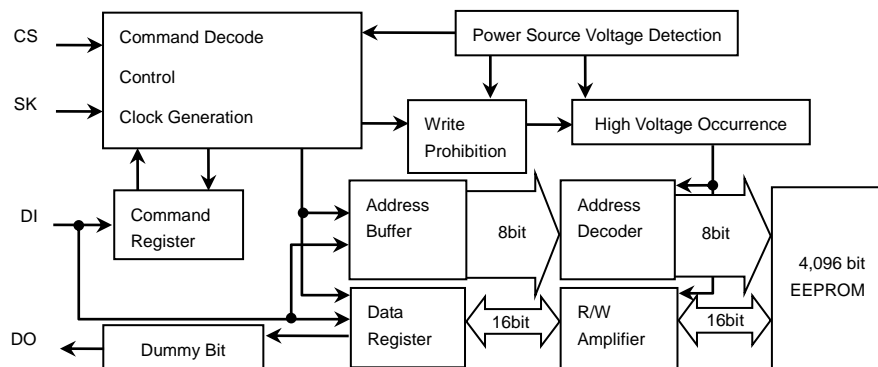 CS
Command Decode
Control
Clock Generation
Power Source Voltage Detection
SK
Write
Prohibition
High Voltage Occurrence
DI
Command
Register
Address
Buffer
8bit
Address
Decoder
8bit
4,096 bit
EEPROM
DO
Dummy Bit
Data
Register
16bit
R/W
Amplifier
16bit